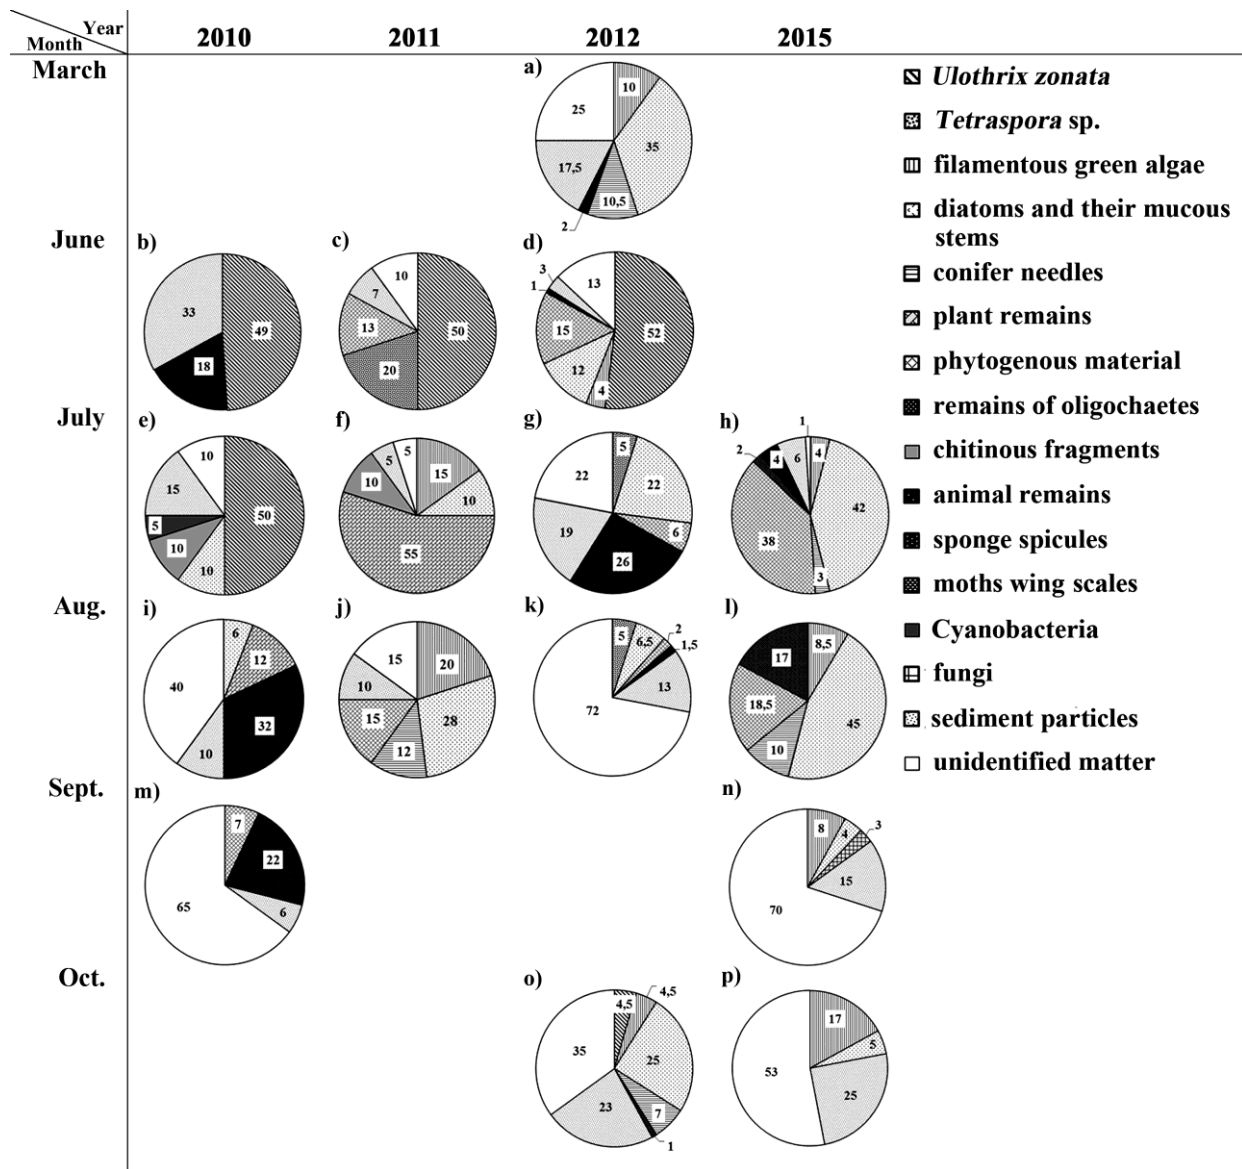 Year
Month
2010 2011 2012 2015
March
a)
10
25
35
17,5
10,5
2
June
b)
33
49
18
c)
10
7
50
13
20
d)
3
13
1
15
52
12
4
July
e)
10
15
50
5
10
10
f)
5
5
15
10
10
55
g)
5
22
22
6
19
26
h)
1
2
4
6
4
42
38
3
Aug.
i)
6
12
40
32
10
j)
15
20
10
28
15
12
k)
5
6,5
2
1,5
13
72
l)
17
8,5
18,5
45
10
Sept.
m)
7
22
65
6
n)
8
4
3
15
70
Oct.
o)
4,5
4,5
35
25
23
7
1
p)
17
5
53
25
Ulothrix zonata
Tetraspora sp.
filamentous green algae
diatoms and their mucous
stems
conifer needles
plant remains
phytogenous material
remains of oligochaetes
chitinous fragments
animal remains
sponge spicules
moths wing scales
Cyanobacteria
fungi
sediment particles
unidentified matter